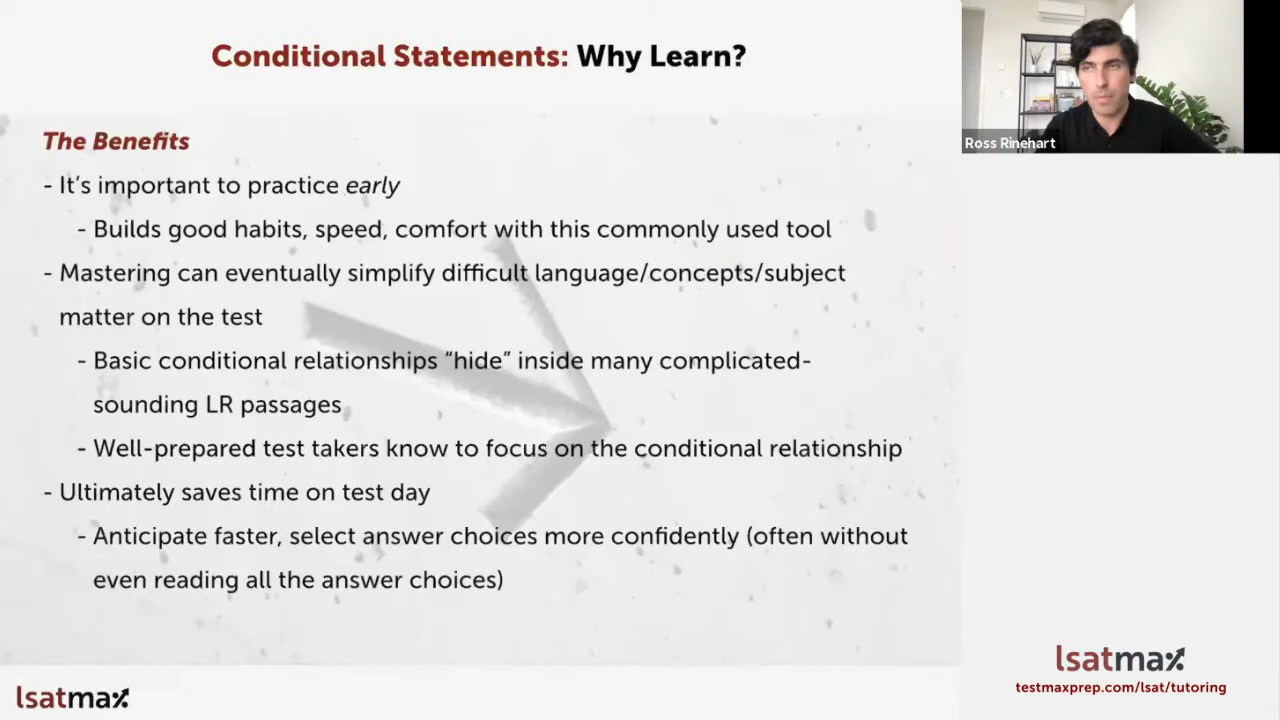 Conditional Statements: Why Learn?
The Benefits
- It’s important to practice early
- Builds good habits, speed, comfort with this commonly used tool
- Mastering can eventually simplify difficult language/concepts/subject
matter on the test
- Basic conditional relationships “hide” inside many complicated-
sounding LR passages
- Well-prepared test takers know to focus on the conditional relationship
- Ultimately saves time on test day
- Anticipate faster, select answer choices more confidently (often without
even reading all the answer choices)
lsatmax
Ross Rinehart
lsatmax
testmaxprep.com/lsat/tutoring